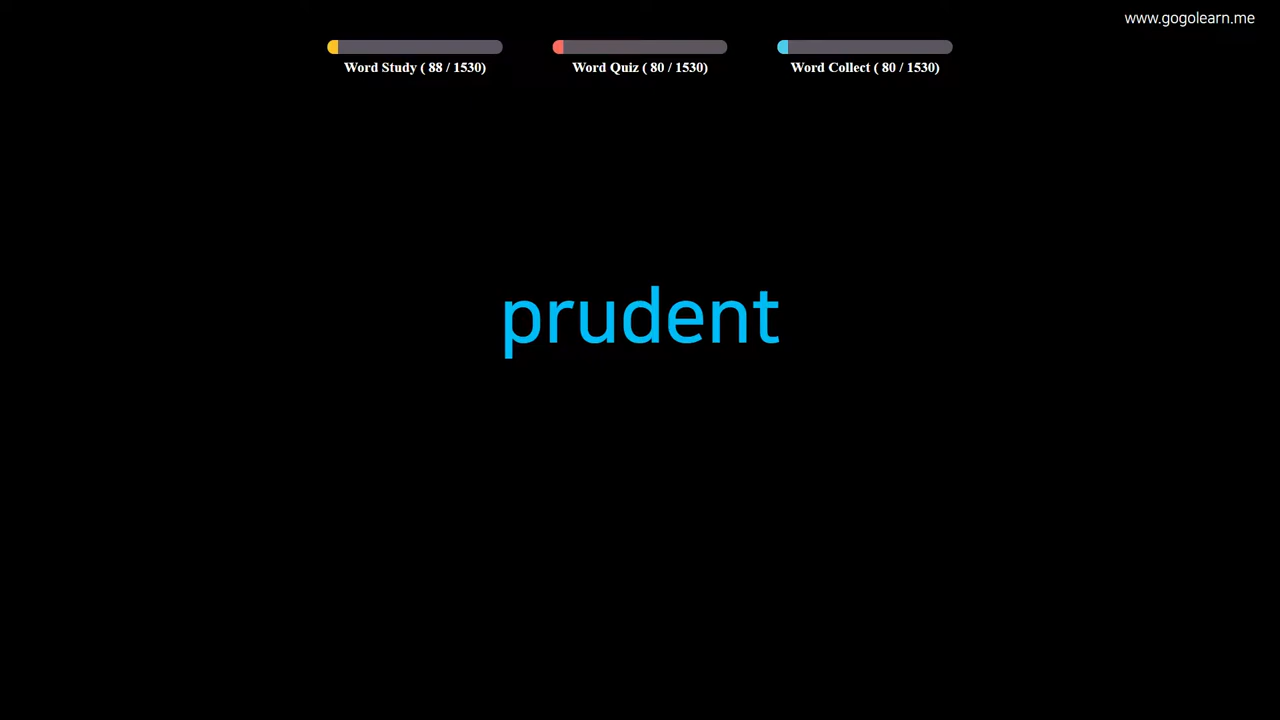 www.gogolearn.me
Word Study ( 88 / 1530)
Word Quiz ( 80 / 1530)
Word Collect ( 80 / 1530)
prudent